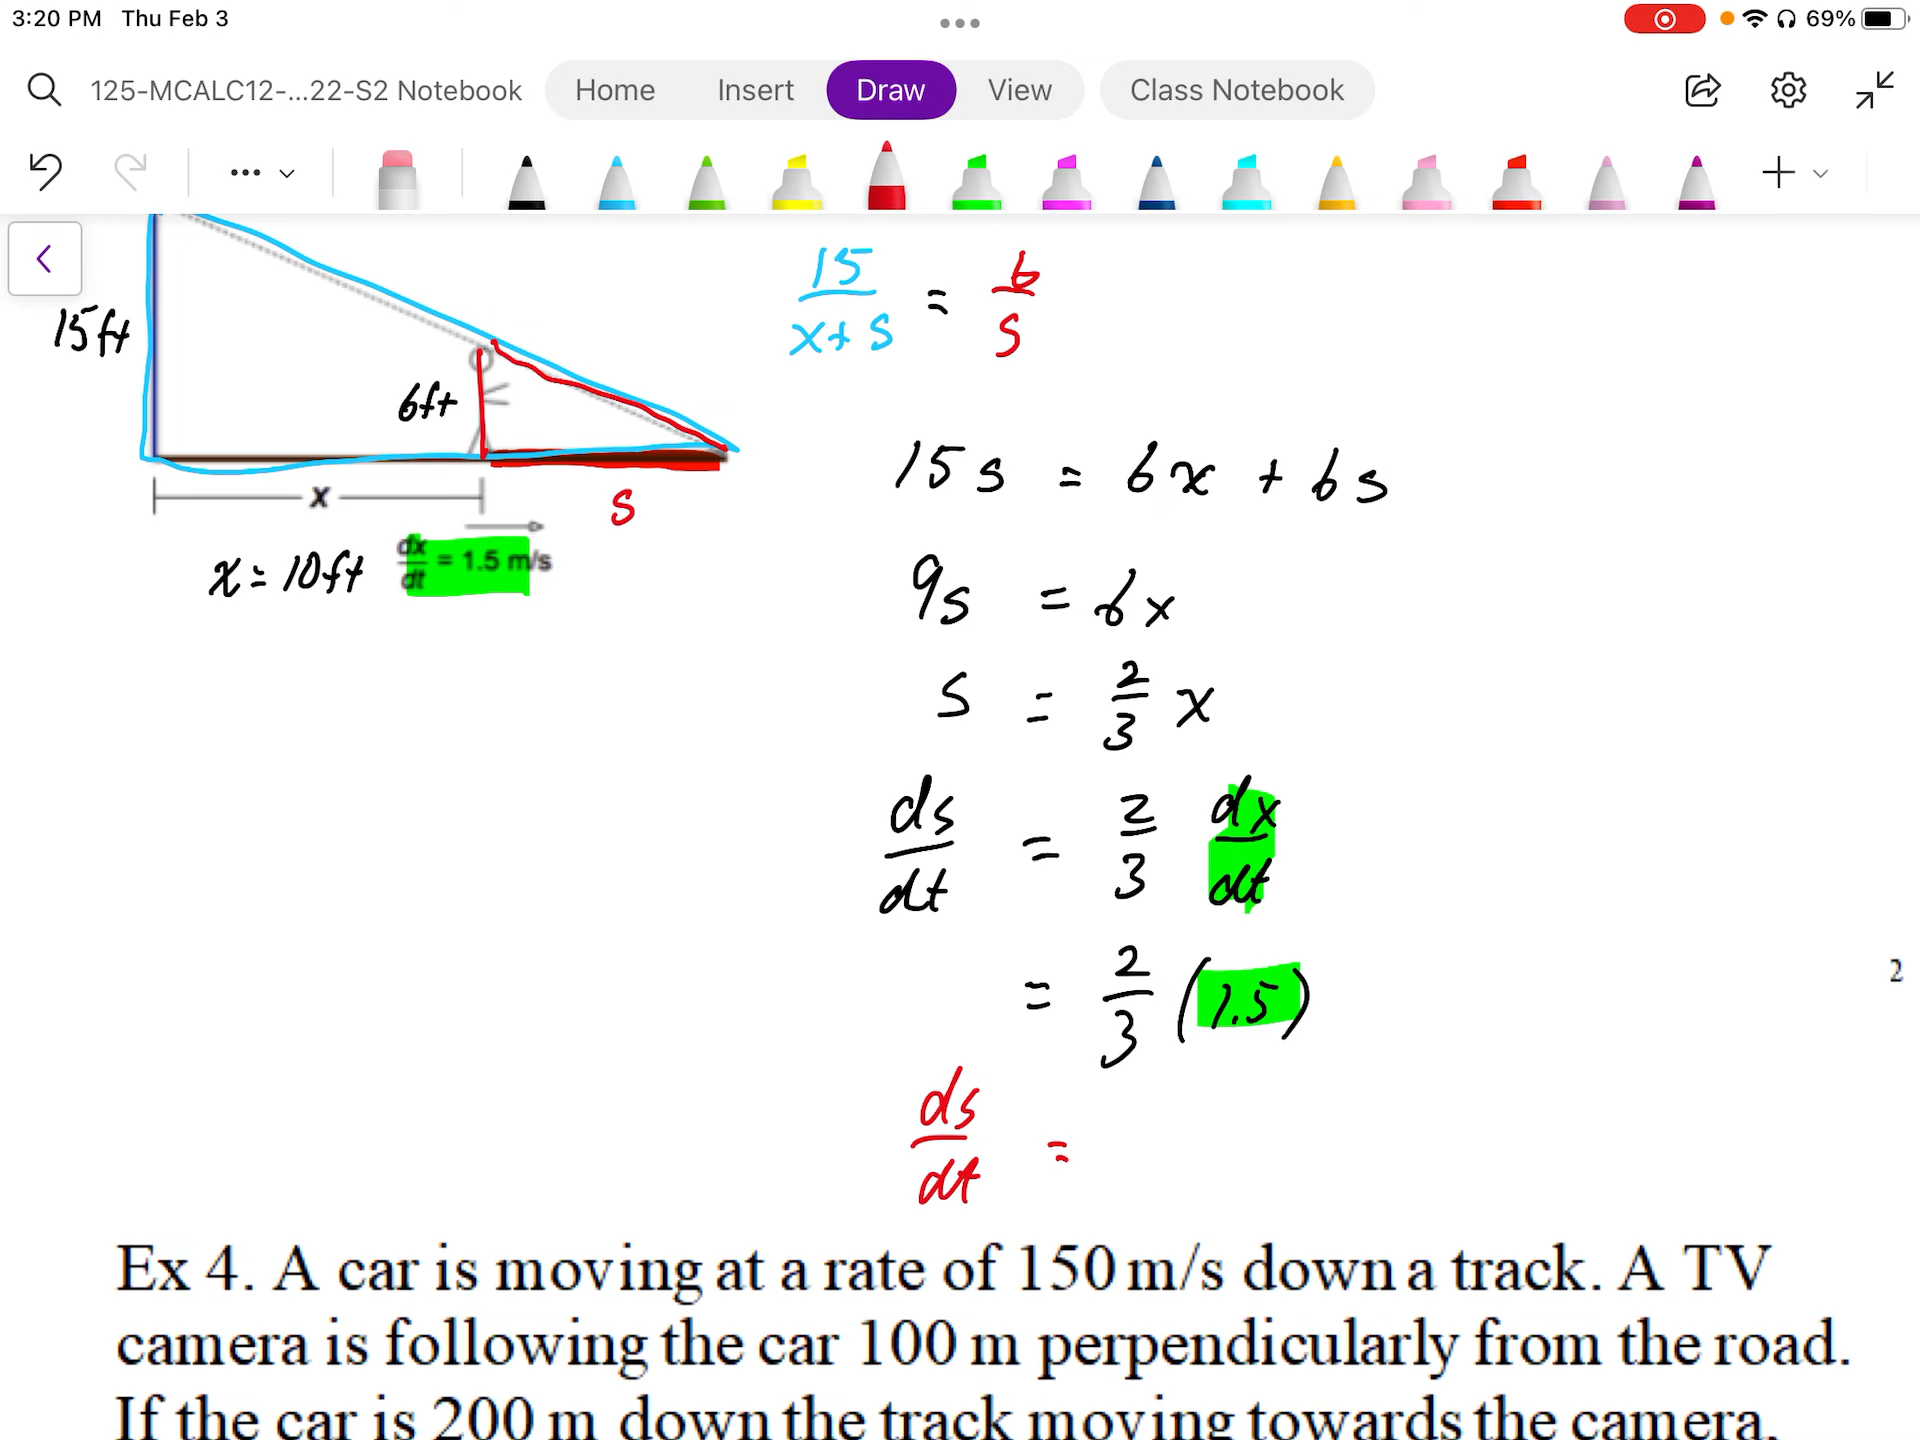 3:20 PM Thu Feb 3
69%
125-MCALC12-...22-S2 Notebook Home Insert Draw View Class Notebook
15ft
6ft
x
s
x = 10ft dx/dt = 1.5 m/s
15/(x+s) = 6/s
15s = 6x + 6s
9s = 6x
s = 2/3 x
ds/dt = 2/3 dx/dt
= 2/3 (1.5)
2
ds/dt =
Ex 4. A car is moving at a rate of 150 m/s down a track. A TV
camera is following the car 100 m perpendicularly from the road.
If the car is 200 m down the track moving towards the camera,